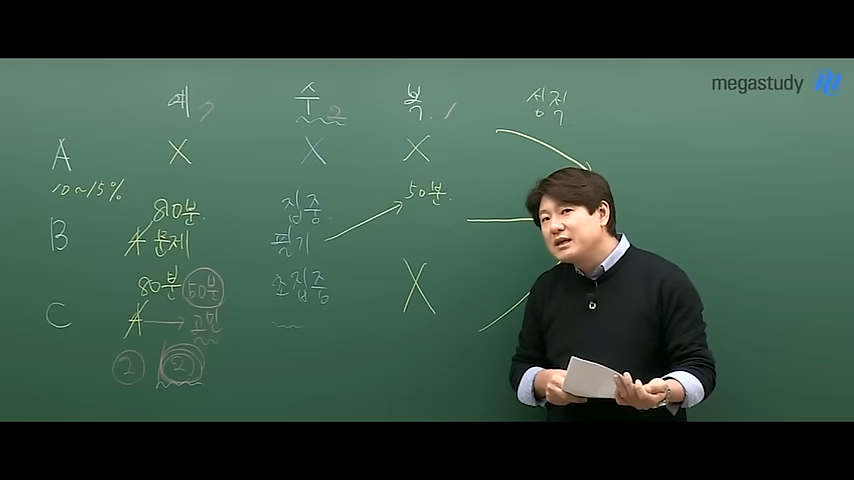 megastudy
예 수 복 성적
A X X X
10~15%
80분. 집중. 50분.
B A 문제 필기
80분 50분 초집중 X
C A 고민
2 2